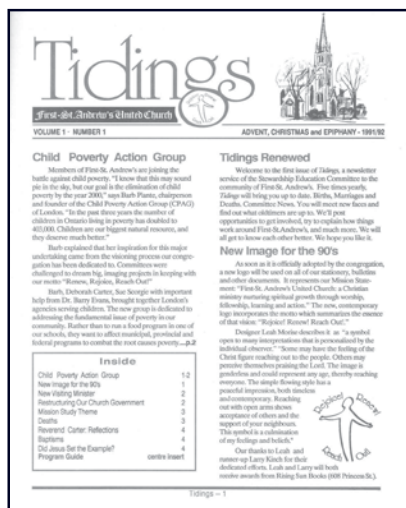 Tidings
First-St. Andrew's United Church
VOLUME 1 · NUMBER 1
ADVENT, CHRISTMAS and EPIPHANY - 1991/92
Child Poverty Action Group
Members of First-St. Andrew's are joining the
battle against child poverty. "I know that this may sound
pie in the sky, but our goal is the elimination of child
poverty by the year 2000," says Barb Plante, chairperson
and founder of the Child Poverty Action Group (CPAG)
of London. "In the past three years the number of
children in Ontario living in poverty has doubled to
405,000. Children are our biggest natural resource, and
they deserve much better."
Barb explained that her inspiration for this major
undertaking came from the visioning process our congre-
gation has been dedicated to. Committees were
challenged to dream big, imaging projects in keeping with
our motto "Renew, Rejoice, Reach Out!"
Barb, Deborah Carter, Sue Georgie with important
help from Dr. Barry Evans, brought together London's
agencies serving children. The new group is dedicated to
addressing the fundamental issue of poverty in our
community. Rather than to run a food program in one of
our schools, they want to affect municipal, provincial and
federal programs to combat the root causes poverty....p.2
Inside
Child Poverty Action Group 1-2
New Image for the 90's 1
New Visiting Minister 2
Restructuring Our Church Government 2
Mission Study Theme 3
Deaths 3
Reverend Carter: Reflections 4
Baptisms 4
Did Jesus Set the Example? 4
Program Guide centre insert
Tidings Renewed
Welcome to the first issue of Tidings, a newsletter
service of the Stewardship Education Committee to the
community of First-St. Andrew's. Five times yearly,
Tidings will bring you up to date. Births, Marriages and
Deaths. Committee News. You will meet new faces and
find out what oldtimers are up to. We'll post
opportunities to get involved, try to explain how things
work around First-St. Andrew's, and much more. We will
all get to know each other better. We hope you like it.
New Image for the 90's
As soon as it is officially adopted by the congregation,
a new logo will be used on all of our stationery, bulletins
and other documents. It represents our Mission State-
ment: "First-St. Andrew's United Church: a Christian
ministry nurturing spiritual growth through worship,
fellowship, learning and action." The new, contemporary
logo incorporates the motto which summarizes the essence
of that vision: "Rejoice! Renew! Reach Out!."
Designer Leah Morise describes it as "a symbol
open to many interpretations that is personalized by the
individual observer." "Some may have the feeling of the
Christ figure reaching out to the people. Others may
perceive themselves praising the Lord. The image is
genderless and could represent any age, thereby reaching
everyone. The simple flowing style has a
peaceful impression, both timeless
and contemporary. Reaching
out with open arms shows
acceptance of others and the
support of your neighbours.
This symbol is a culmination
of my feelings and beliefs."
Our thanks to Leah and
runner-up Larry Kinch for their
dedicated efforts. Leah and Larry will both
receive awards from Rising Sun Books (608 Princess St.).
Rejoice! Renew!
Reach Out!
Tidings - 1